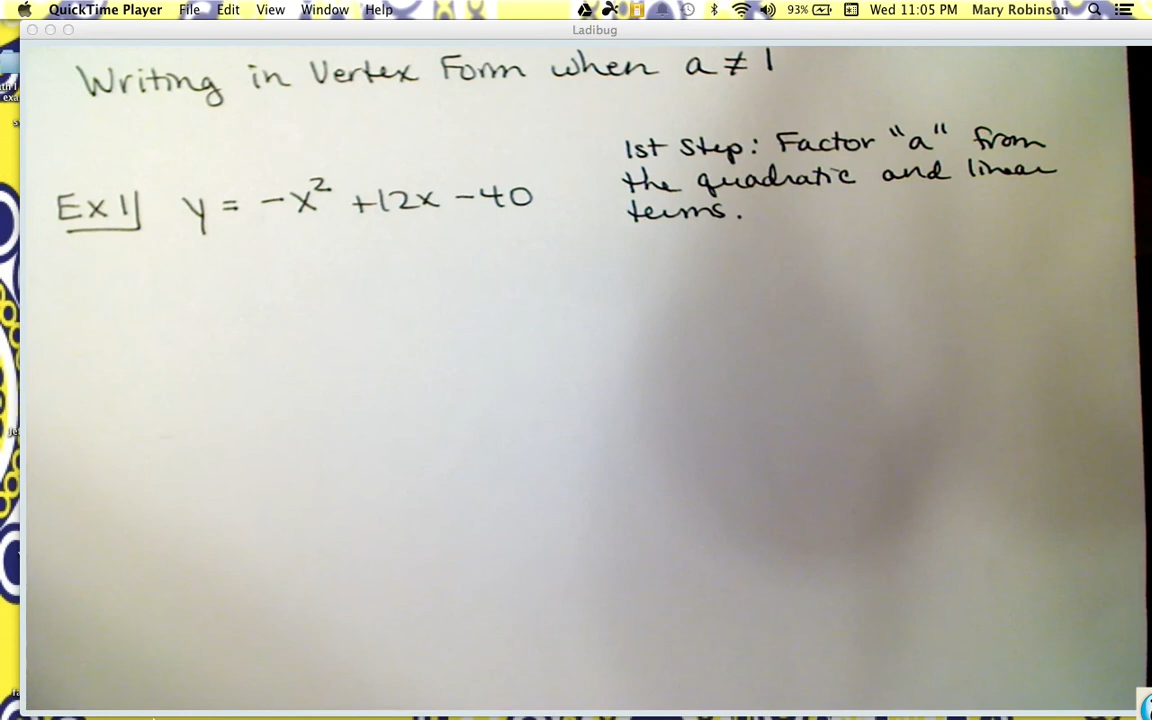 QuickTime Player File Edit View Window Help 93% Wed 11:05 PM Mary Robinson
Ladibug
Writing in Vertex Form when a ≠ 1
1st Step: Factor "a" from
the quadratic and linear
terms.
Ex 1) y = -x² +12x -40